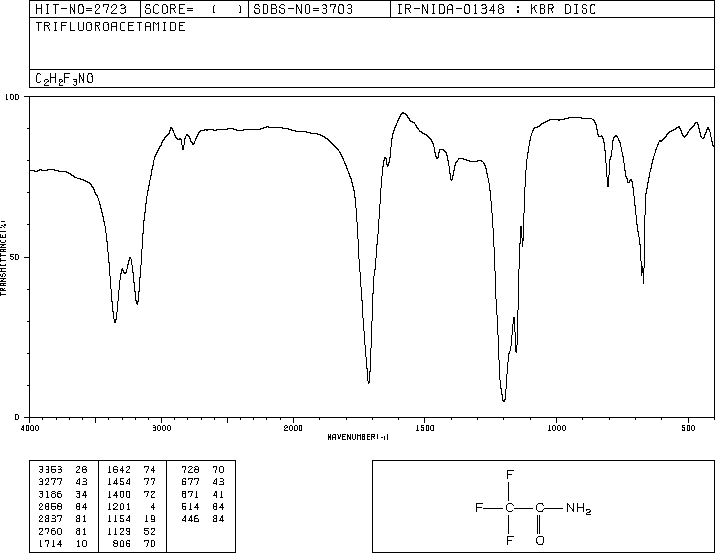 HIT-NO=2723 SCORE= ( ) SDBS-NO=3703 IR-NIDA-01348 : KBR DISC
TRIFLUOROACETAMIDE
C2H2F3NO
100
50
0
TRANSMITTANCE(%)
4000 3000 2000 1500 1000 500
WAVENUMBER(-1)
3353 28 1642 74 728 70
3277 43 1454 77 677 43
3186 34 1400 72 671 41
2868 84 1201 4 514 84
2837 81 1154 19 446 84
2760 81 1129 52
1714 10 806 70
F
F—C—C—NH2
F O